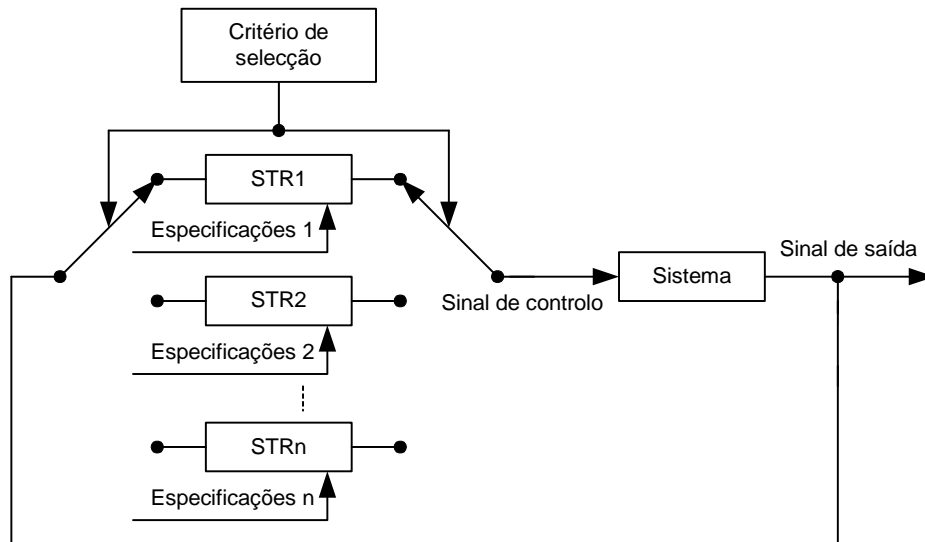 Critério de
selecção
STR1
Especificações 1
STR2
Especificações 2
STRn
Especificações n
Sinal de controlo
Sistema
Sinal de saída